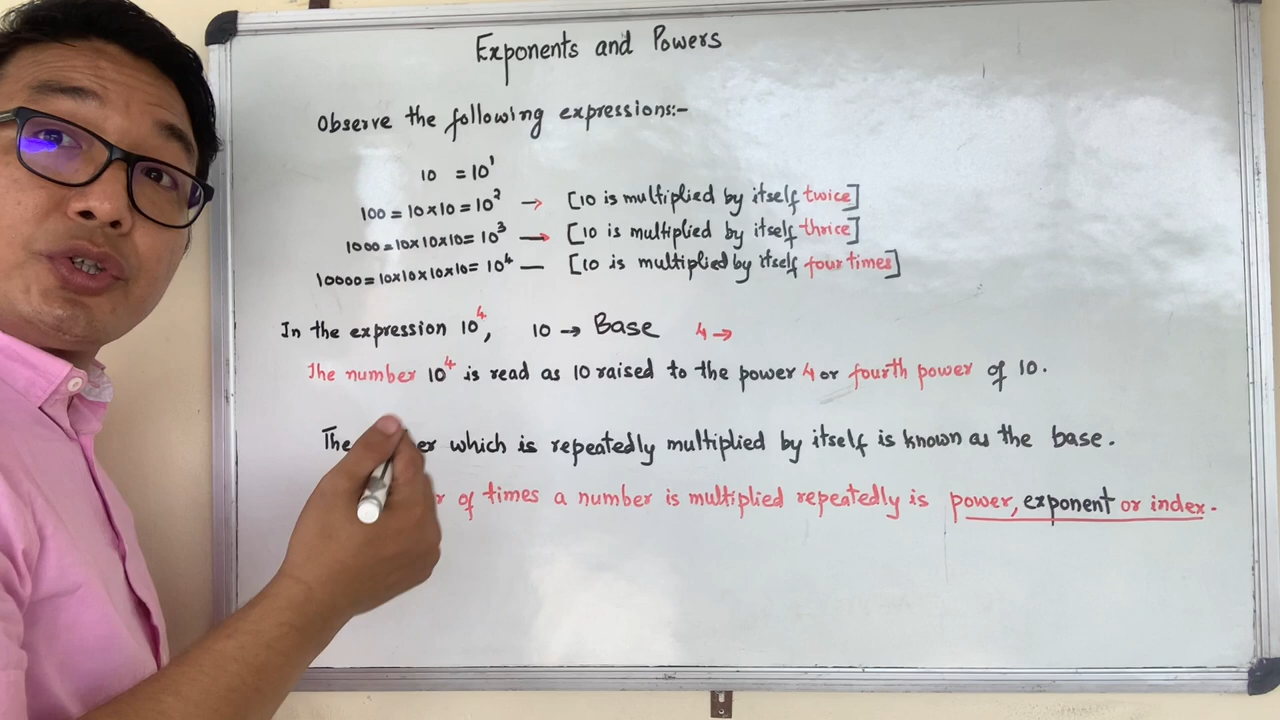 Exponents and Powers
Observe the following expressions:-
10 = 10¹
100 = 10×10 = 10² → [10 is multiplied by itself twice]
1000 = 10×10×10 = 10³ → [10 is multiplied by itself thrice]
10000 = 10×10×10×10 = 10⁴ — [10 is multiplied by itself four times]
In the expression 10⁴, 10 → Base 4 →
The number 10⁴ is read as 10 raised to the power 4 or fourth power of 10.
The which is repeatedly multiplied by itself is known as the base.
of times a number is multiplied repeatedly is power, exponent or index.